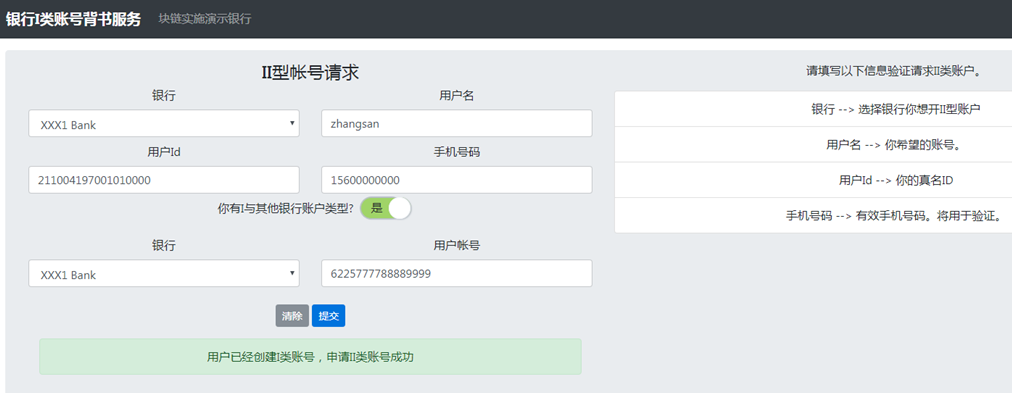 银行I类账号背书服务 块链实施演示银行
II型帐号请求
银行 用户名
XXX1 Bank zhangsan
用户Id 手机号码
211004197001010000 15600000000
你有I与其他银行账户类型? 是
银行 用户帐号
XXX1 Bank 6225777788889999
清除 提交
用户已经创建I类账号，申请II类账号成功
请填写以下信息验证请求II类账户。
银行 --> 选择银行你想开II型账户
用户名 --> 你希望的账号。
用户Id --> 你的真名ID
手机号码 --> 有效手机号码。将用于验证。